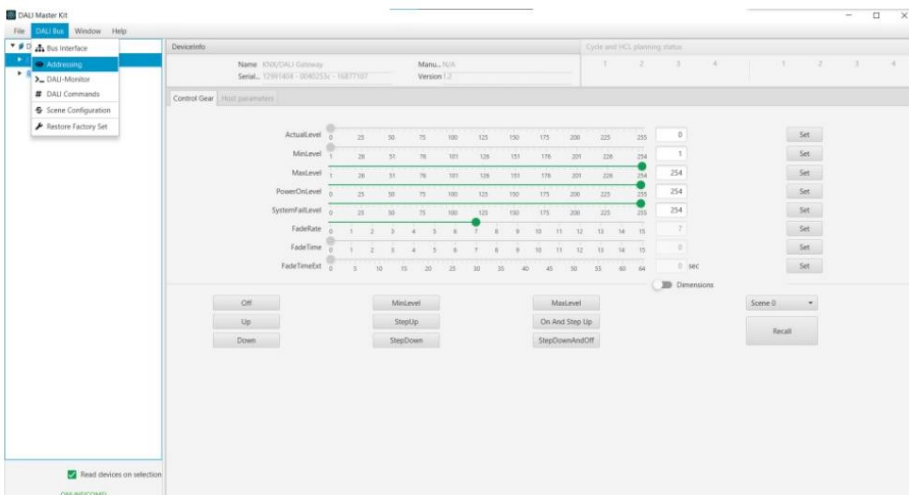 DALI Master Kit
File DALI Bus Window Help
Bus Interface
Addressing
DALI-Monitor
DALI Commands
Scene Configuration
Restore Factory Set
DeviceInfo
Cycle and HCL planning status
Name KNX/DALI Gateway Manu... N/A
Version 1.2
1 2 3 4 1 2 3 4
Control Gear Host parameters
ActualLevel 0 25 50 75 100 125 150 175 200 225 255 0 Set
MinLevel 1 26 51 76 101 126 151 176 201 226 254 1 Set
MaxLevel 1 26 51 76 101 126 151 176 201 226 254 254 Set
PowerOnLevel 0 25 50 75 100 125 150 175 200 225 255 254 Set
SystemFailLevel 0 25 50 75 100 125 150 175 200 225 255 254 Set
FadeRate 0 1 2 3 4 5 6 7 8 9 10 11 12 13 14 15 7 Set
FadeTime 0 1 2 3 4 5 6 7 8 9 10 11 12 13 14 15 0 Set
FadeTimeExt 0 5 10 15 20 25 30 35 40 45 50 55 60 64 0 sec Set
Dimensions
Off MinLevel MaxLevel Scene 0
Up StepUp On And Step Up Recall
Down StepDown StepDownAndOff
Read devices on selection